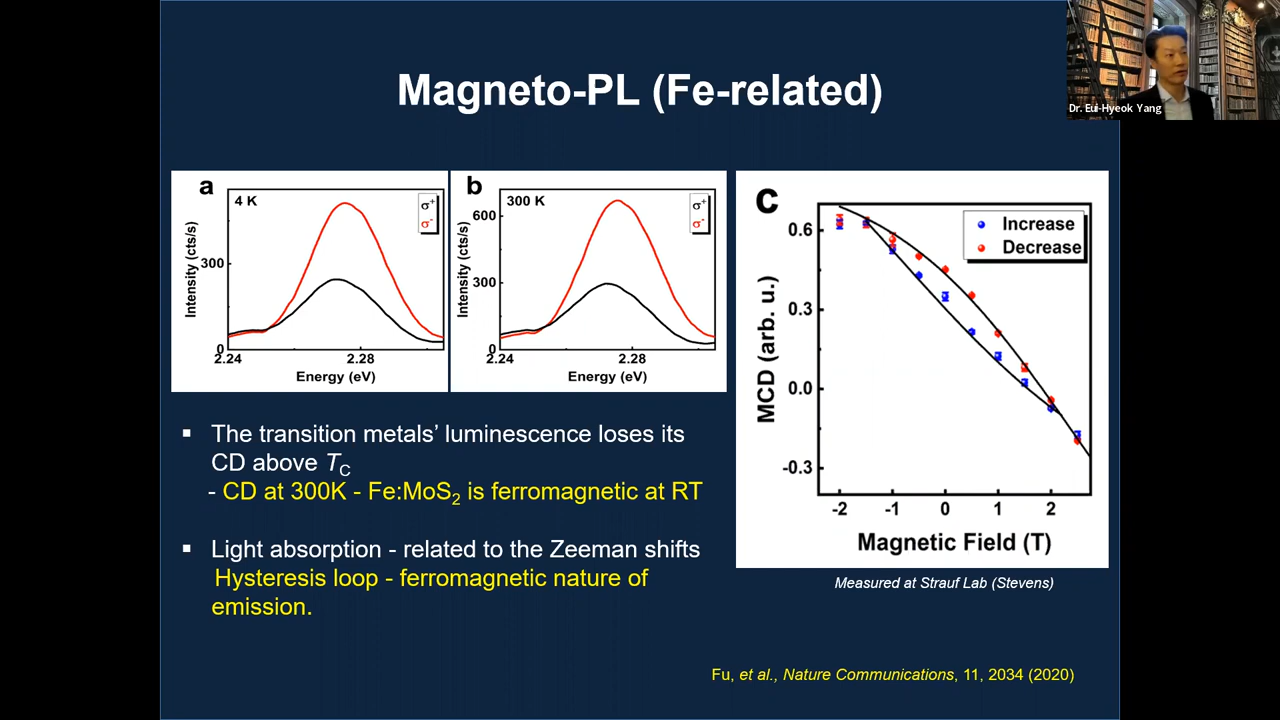 Magneto-PL (Fe-related)
Dr. Eui-Hyeok Yang
a
4 K
σ⁺
σ⁻
Intensity (cts/s)
300
0
2.24
2.28
Energy (eV)
b
300 K
σ⁺
σ⁻
Intensity (cts/s)
600
300
0
2.24
2.28
Energy (eV)
c
Increase
Decrease
MCD (arb. u.)
0.6
0.3
0.0
-0.3
-2
-1
0
1
2
Magnetic Field (T)
Measured at Strauf Lab (Stevens)
▪ The transition metals’ luminescence loses its
CD above T_C
- CD at 300K - Fe:MoS₂ is ferromagnetic at RT
▪ Light absorption - related to the Zeeman shifts
Hysteresis loop - ferromagnetic nature of
emission.
Fu, et al., Nature Communications, 11, 2034 (2020)